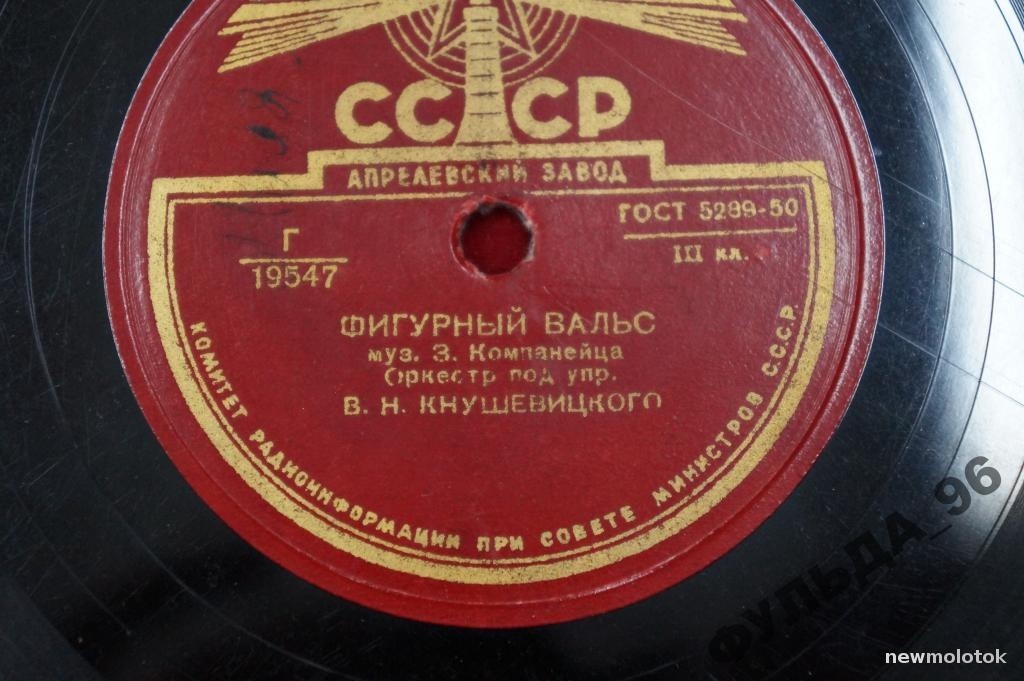 СССР
АПРЕЛЕВСКИЙ ЗАВОД
ГОСТ 5289-50
III кл.
Г
19547
ФИГУРНЫЙ ВАЛЬС
муз. З. Компанейца
Оркестр под упр.
В. Н. КНУШЕВИЦКОГО
КОМИТЕТ РАДИОИНФОРМАЦИИ ПРИ СОВЕТЕ МИНИСТРОВ С.С.С.Р.
ФУЛЬДА_96
newmolotok